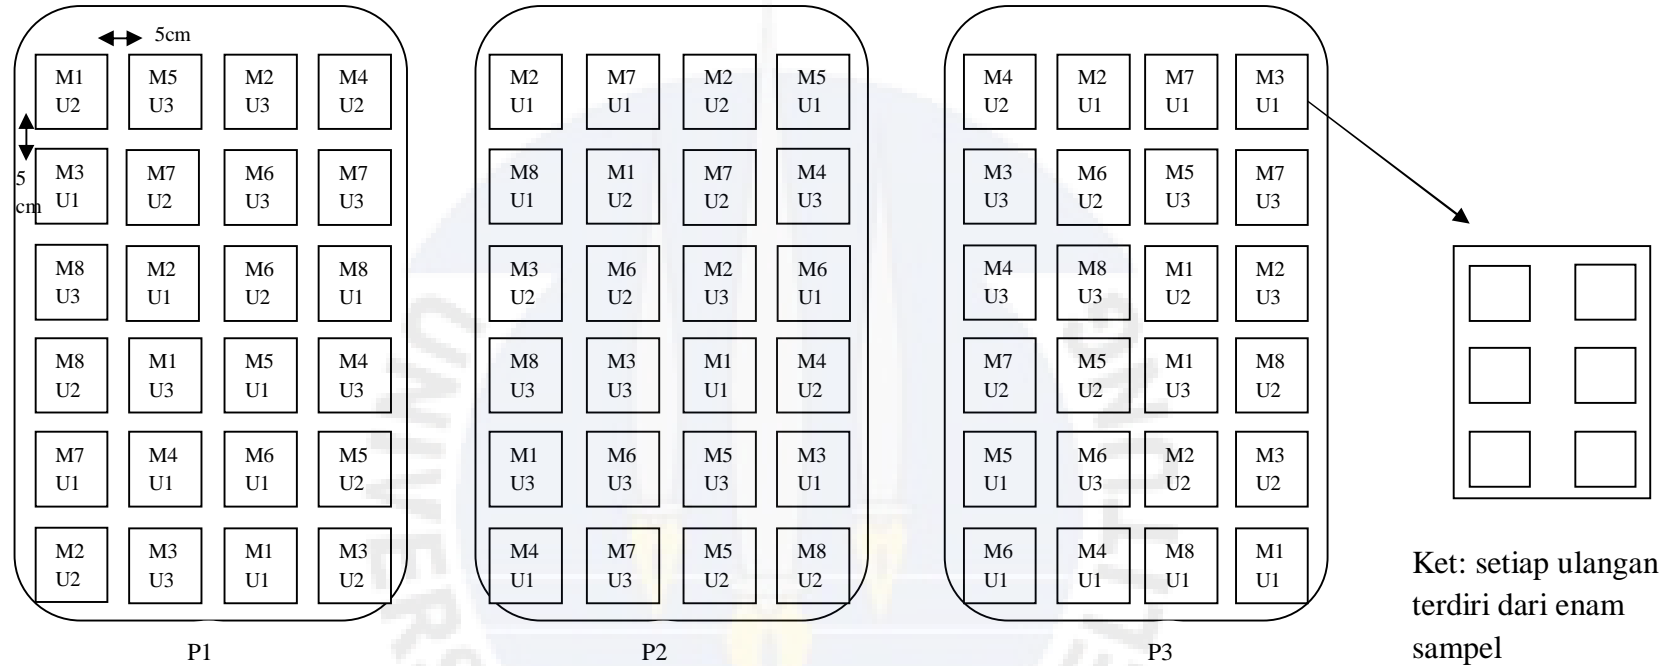 5cm
M1 M5 M2 M4
U2 U3 U3 U2
5
cm
M3 M7 M6 M7
U1 U2 U3 U3
M8 M2 M6 M8
U3 U1 U2 U1
M8 M1 M5 M4
U2 U3 U1 U3
M7 M4 M6 M5
U1 U1 U1 U2
M2 M3 M1 M3
U2 U3 U1 U2
P1
M2 M7 M2 M5
U1 U1 U2 U1
M8 M1 M7 M4
U1 U2 U2 U3
M3 M6 M2 M6
U2 U2 U3 U1
M8 M3 M1 M4
U3 U3 U1 U2
M1 M6 M5 M3
U3 U3 U3 U1
M4 M7 M5 M8
U1 U3 U2 U2
P2
M4 M2 M7 M3
U2 U1 U1 U1
M3 M6 M5 M7
U3 U2 U3 U3
M4 M8 M1 M2
U3 U3 U2 U3
M7 M5 M1 M8
U2 U2 U3 U2
M5 M6 M2 M3
U1 U3 U2 U2
M6 M4 M8 M1
U1 U1 U1 U1
P3
Ket: setiap ulangan
terdiri dari enam
sampel